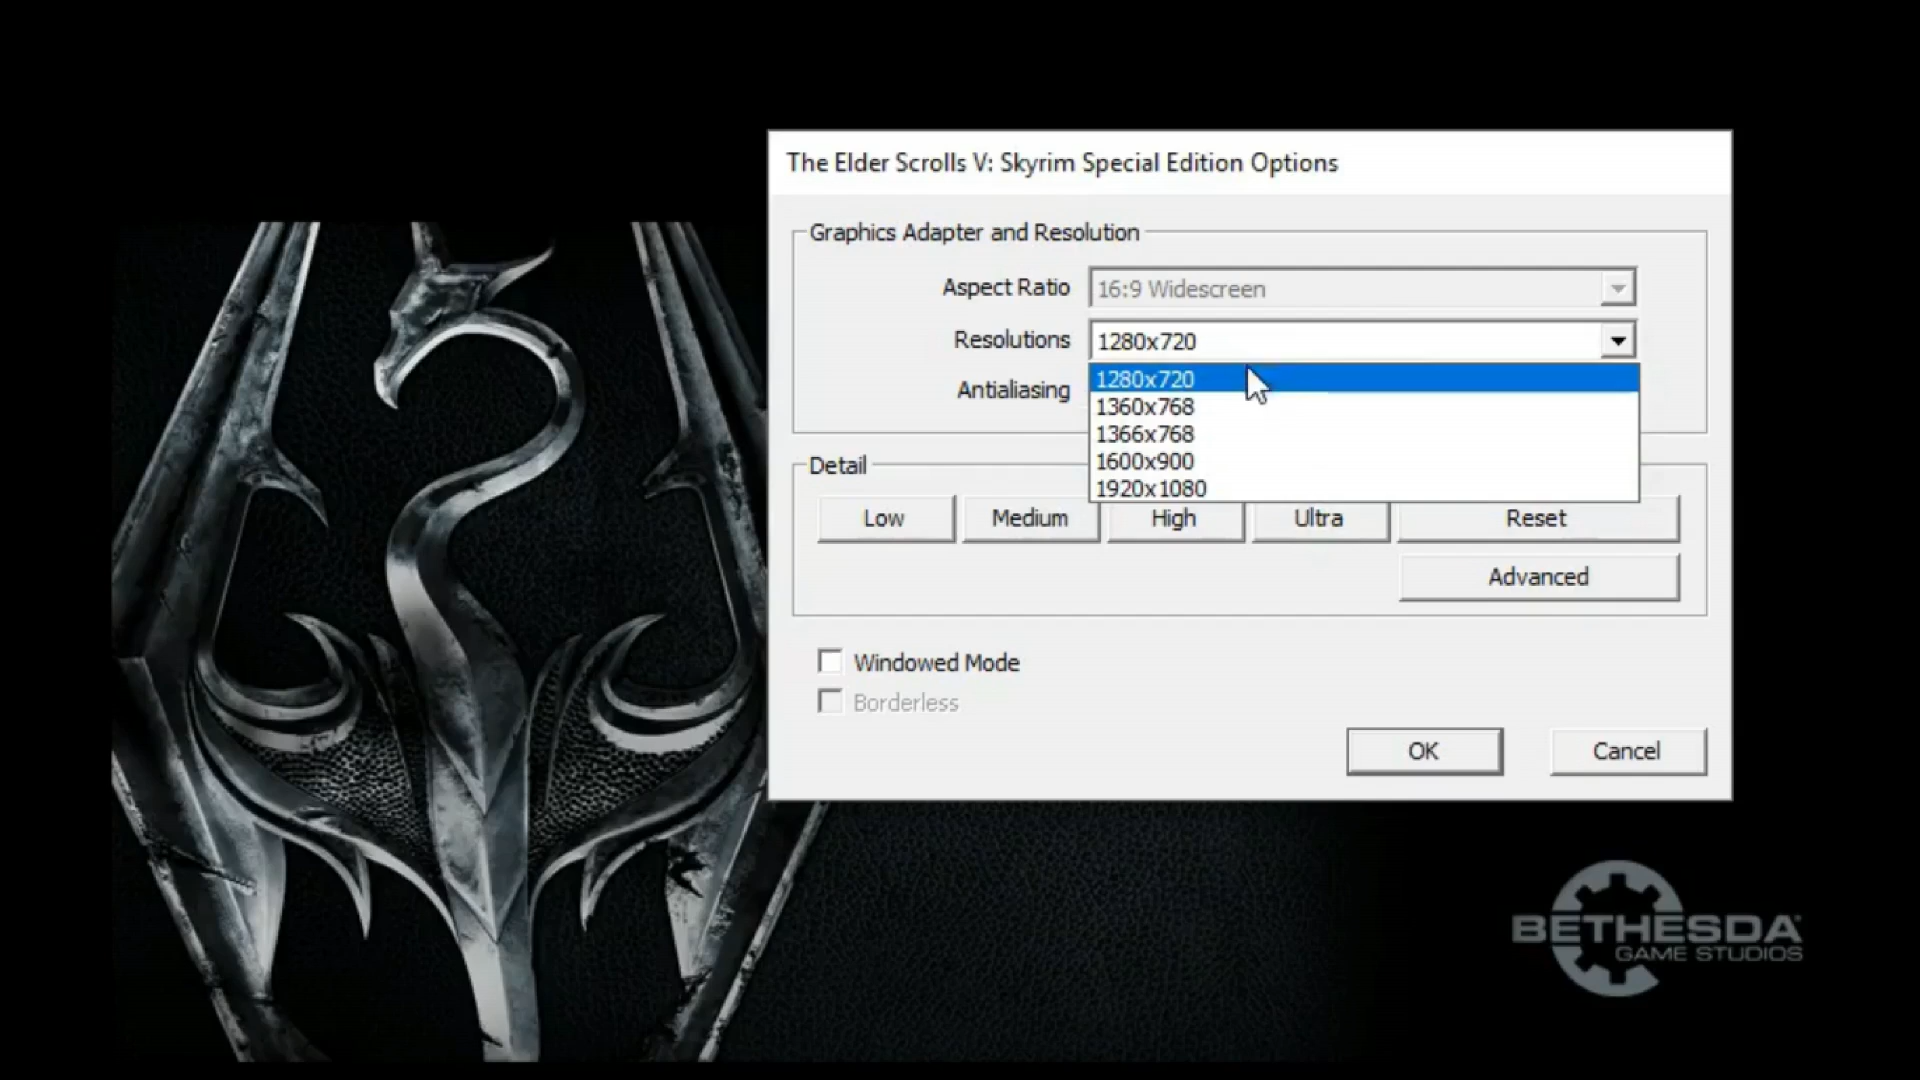 The Elder Scrolls V: Skyrim Special Edition Options
Graphics Adapter and Resolution
Aspect Ratio 16:9 Widescreen
Resolutions 1280x720
Antialiasing
1280x720
1360x768
1366x768
1600x900
1920x1080
Detail
Low Medium High Ultra Reset
Advanced
Windowed Mode
Borderless
OK Cancel
BETHESDA
GAME STUDIOS